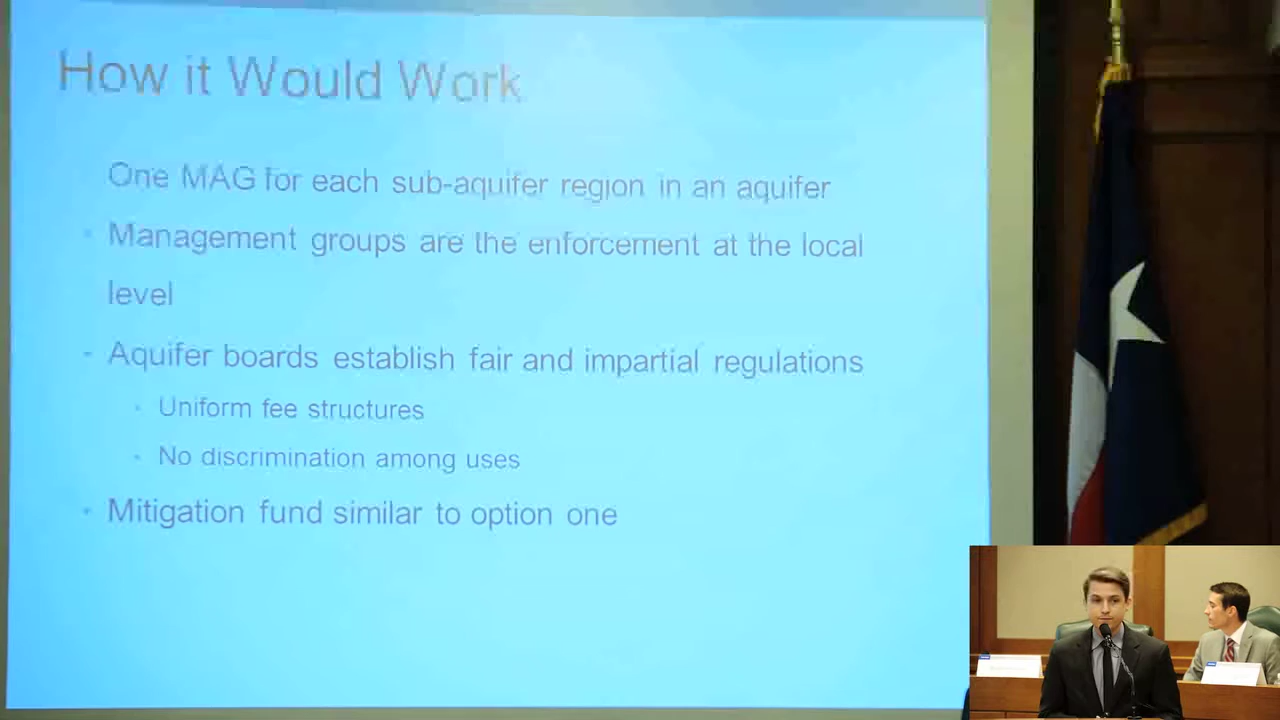 How it Would Work
One MAG for each sub-aquifer region in an aquifer
- Management groups are the enforcement at the local
level
- Aquifer boards establish fair and impartial regulations
- Uniform fee structures
- No discrimination among uses
- Mitigation fund similar to option one